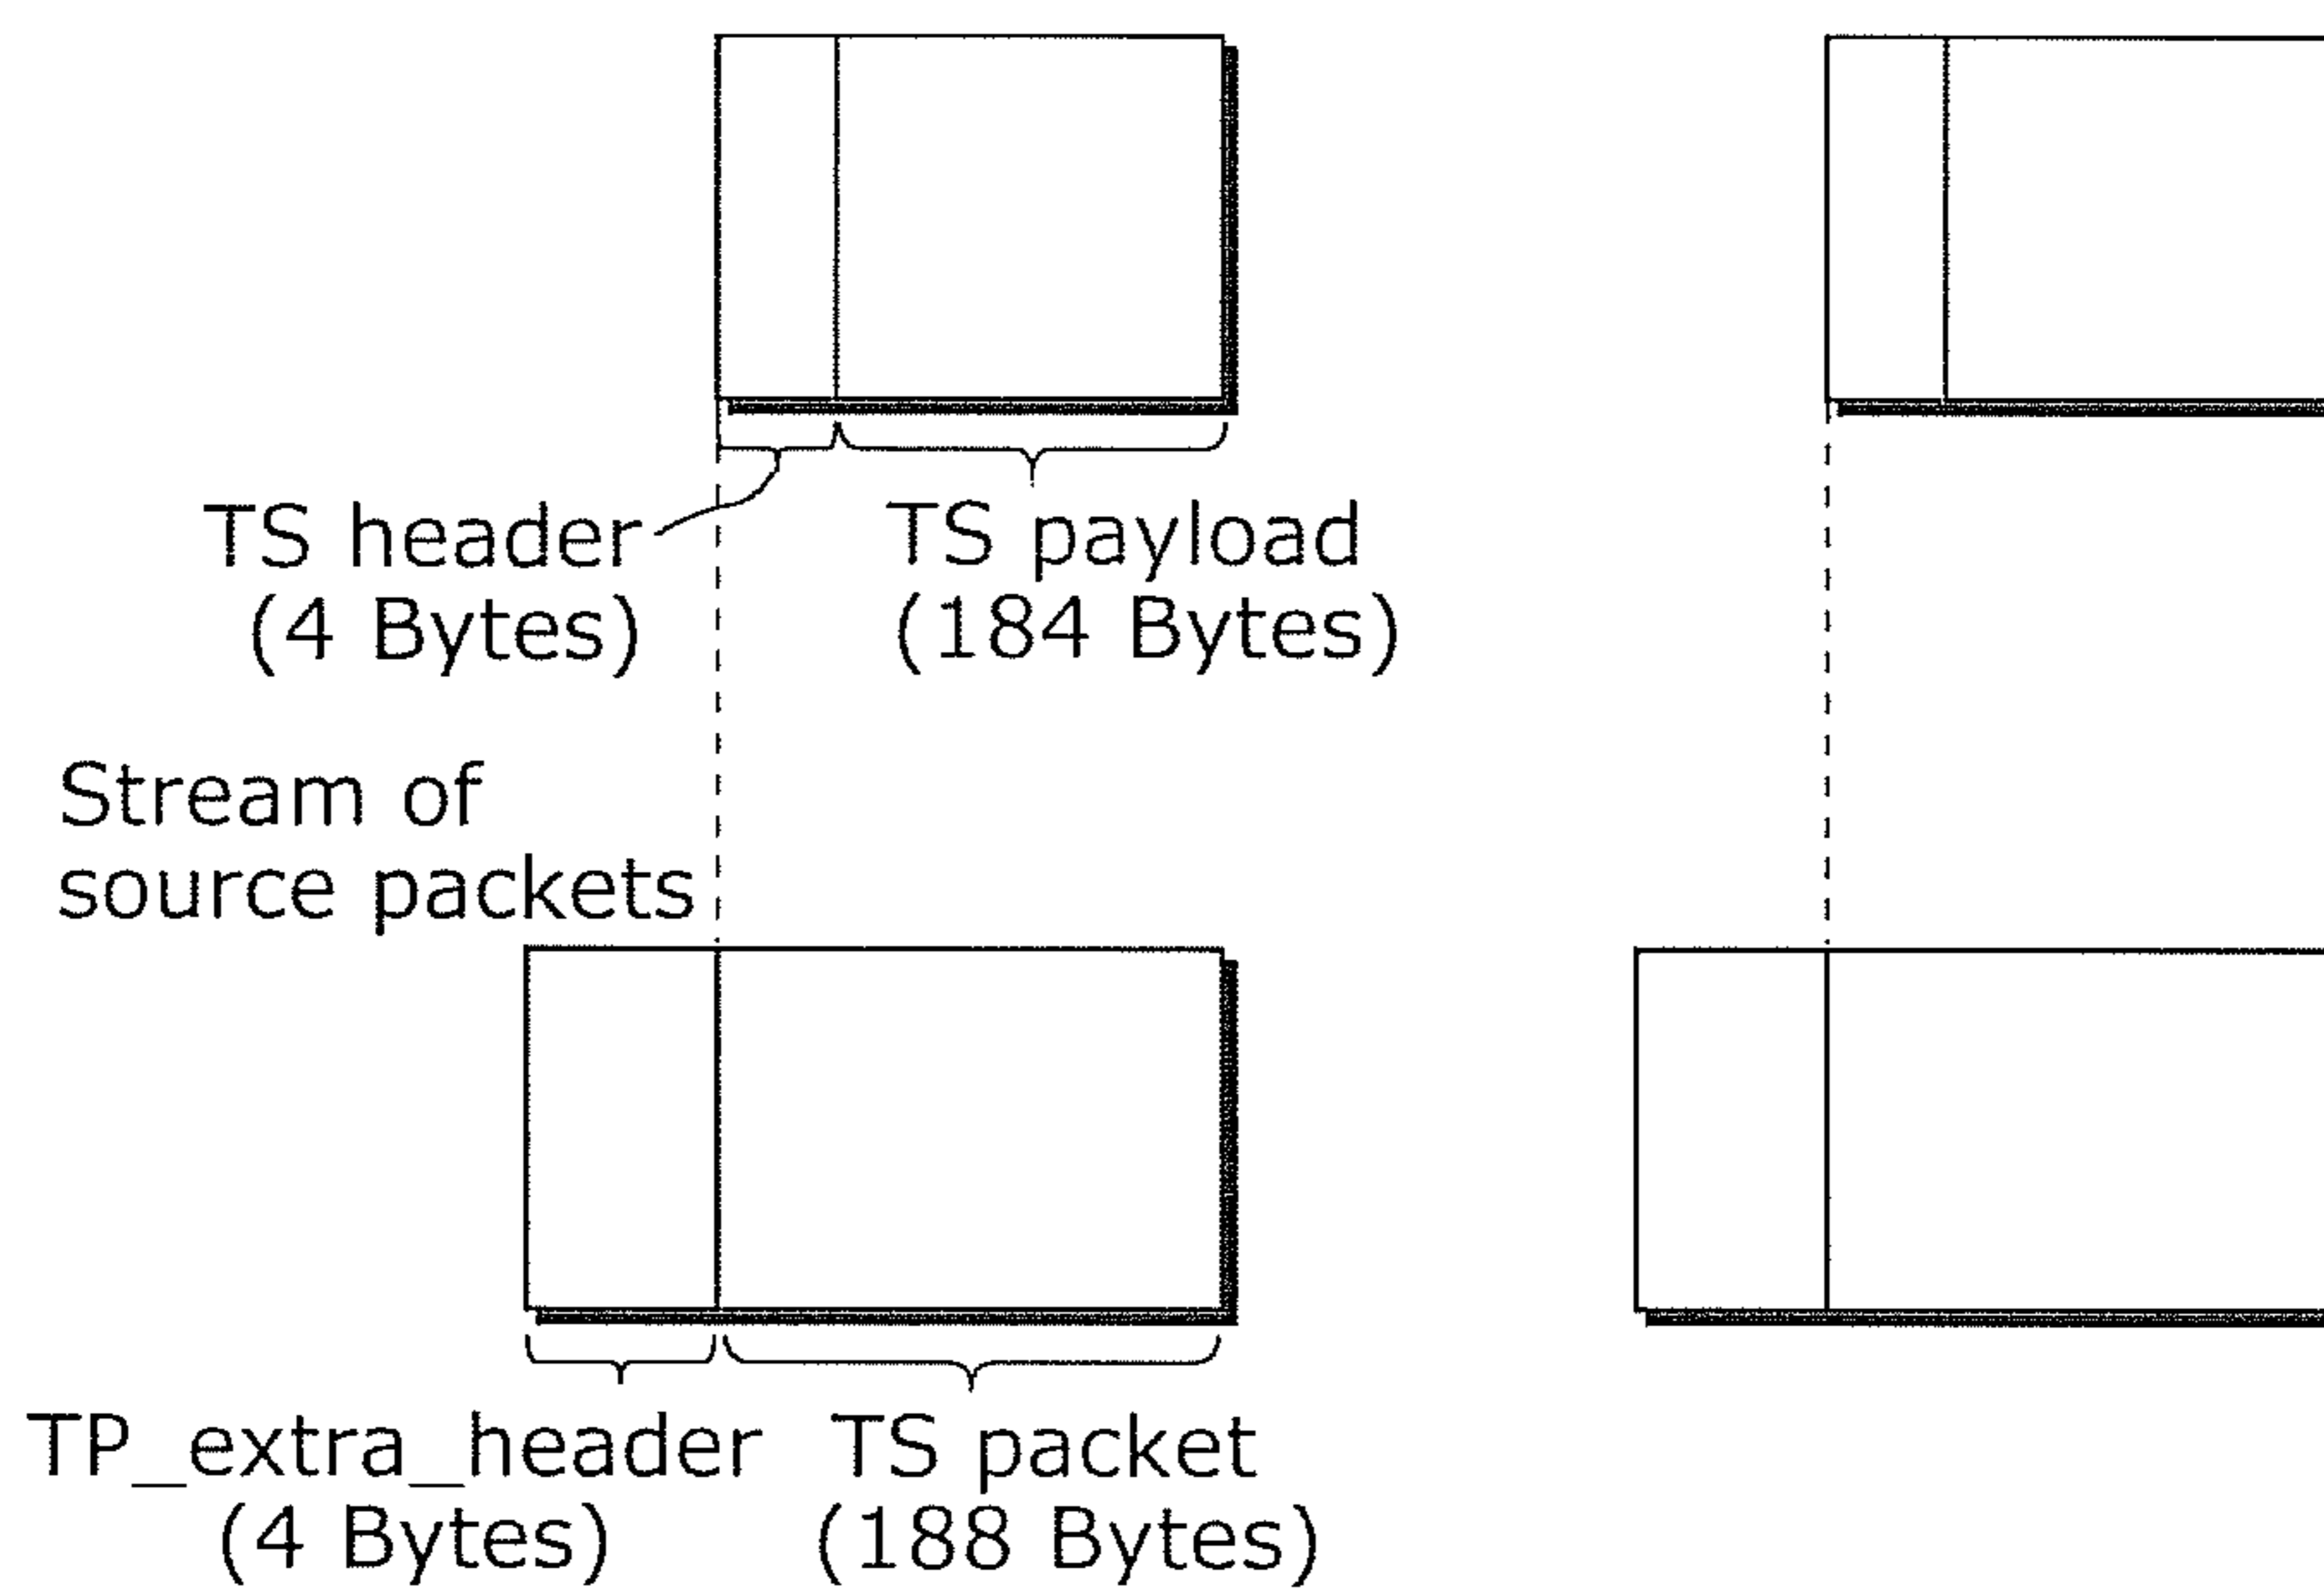 TS header
(4 Bytes)
TS payload
(184 Bytes)
Stream of
source packets
TP_extra_header
(4 Bytes)
TS packet
(188 Bytes)